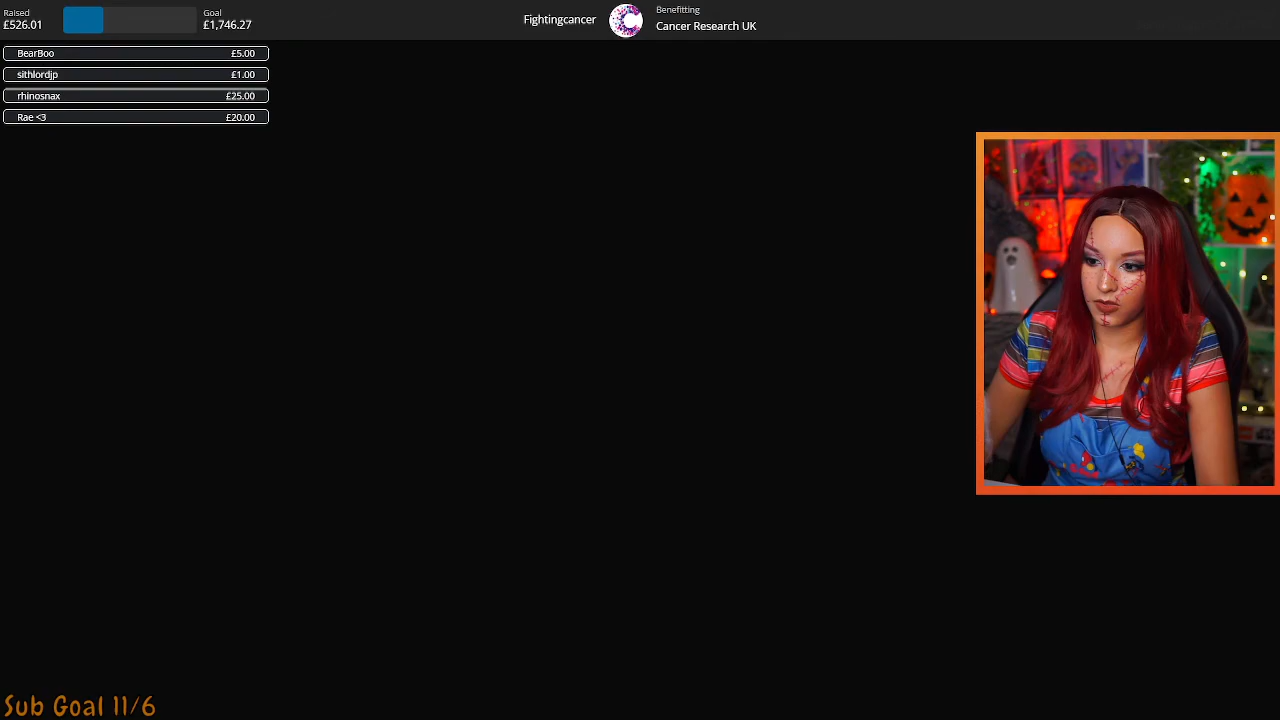 Raised
£526.01
Goal
£1,746.27
Fightingcancer
Benefitting
Cancer Research UK
BearBoo £5.00
sithlordjp £1.00
rhinosnax £25.00
Rae <3 £20.00
Sub Goal 11/6